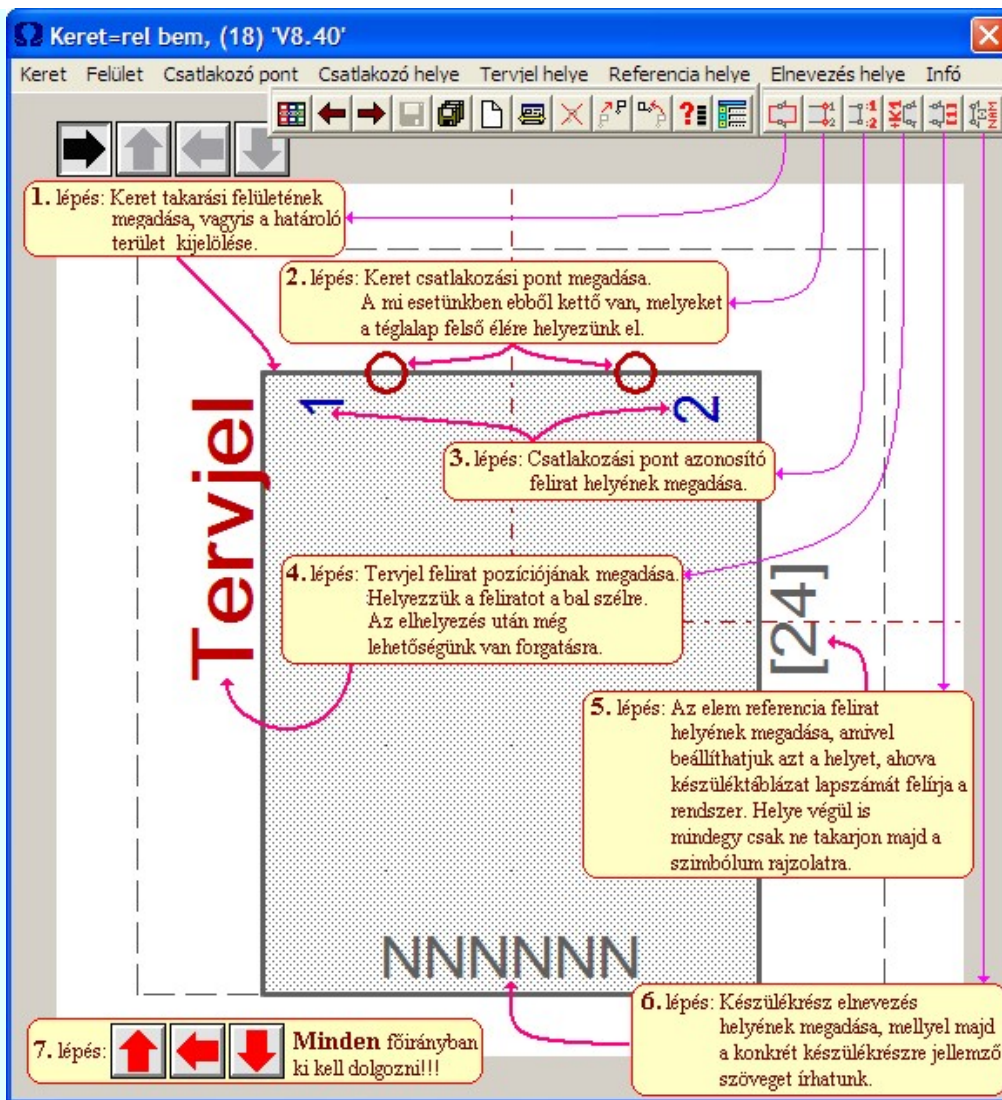 Keret=rel bem, (18) 'V8.40'
Keret Felület Csatlakozó pont Csatlakozó helye Tervjel helye Referencia helye Elnevezés helye Infó
1. lépés: Keret takarási felületének
megadása, vagyis a határoló
terület kijelölése.
2. lépés: Keret csatlakozási pont megadása.
A mi esetünkben ebből kettő van, melyeket
a téglalap felső élére helyezünk el.
1
2
Tervjel
3. lépés: Csatlakozási pont azonosító
felirat helyének megadása.
4. lépés: Tervjel felirat pozíciójának megadása.
Helyezzük a feliratot a bal szélre.
Az elhelyezés után még
lehetőségünk van forgatásra.
[24]
5. lépés: Az elem referencia felirat
helyének megadása, amivel
beállíthatjuk azt a helyet, ahova
készüléktáblázat lapszámát felírja a
rendszer. Helye végül is
mindegy csak ne takarjon majd a
szimbólum rajzolatra.
NNNNNN
6. lépés: Készülékrész elnevezés
helyének megadása, mellyel majd
a konkrét készülékrészre jellemző
szöveget írhatunk.
7. lépés:
Minden főirányban
ki kell dolgozni!!!